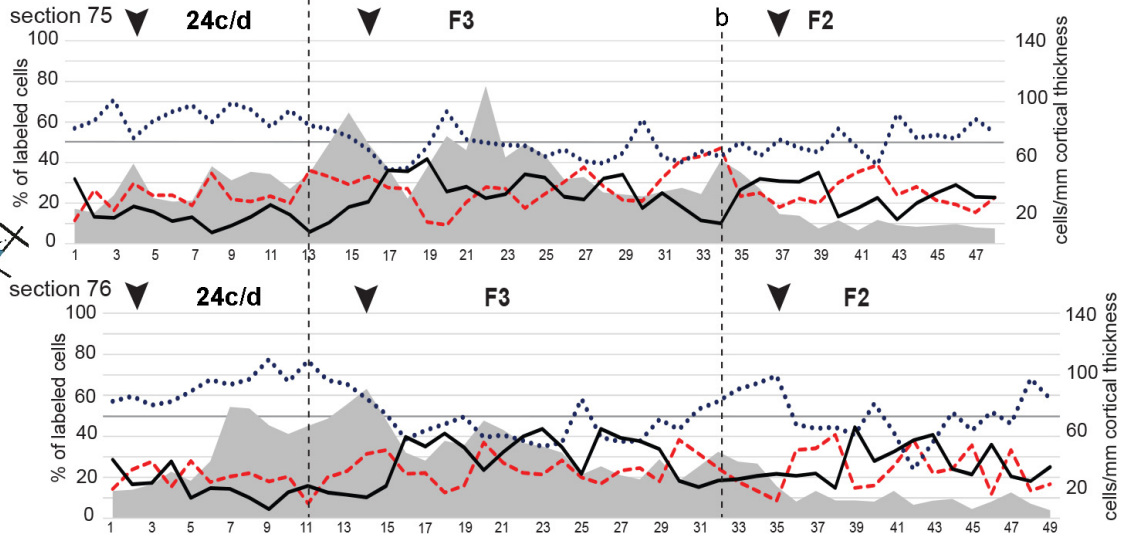 section 75 24c/d F3 b F2
100 140
80 100
60 60
40
20 20
0
% of labeled cells
cells/mm cortical thickness
1 3 5 7 9 11 13 15 17 19 21 23 25 27 29 31 33 35 37 39 41 43 45 47
section 76 24c/d F3 F2
100 140
80 100
60 60
40
20 20
0
% of labeled cells
cells/mm cortical thickness
1 3 5 7 9 11 13 15 17 19 21 23 25 27 29 31 33 35 37 39 41 43 45 47 49